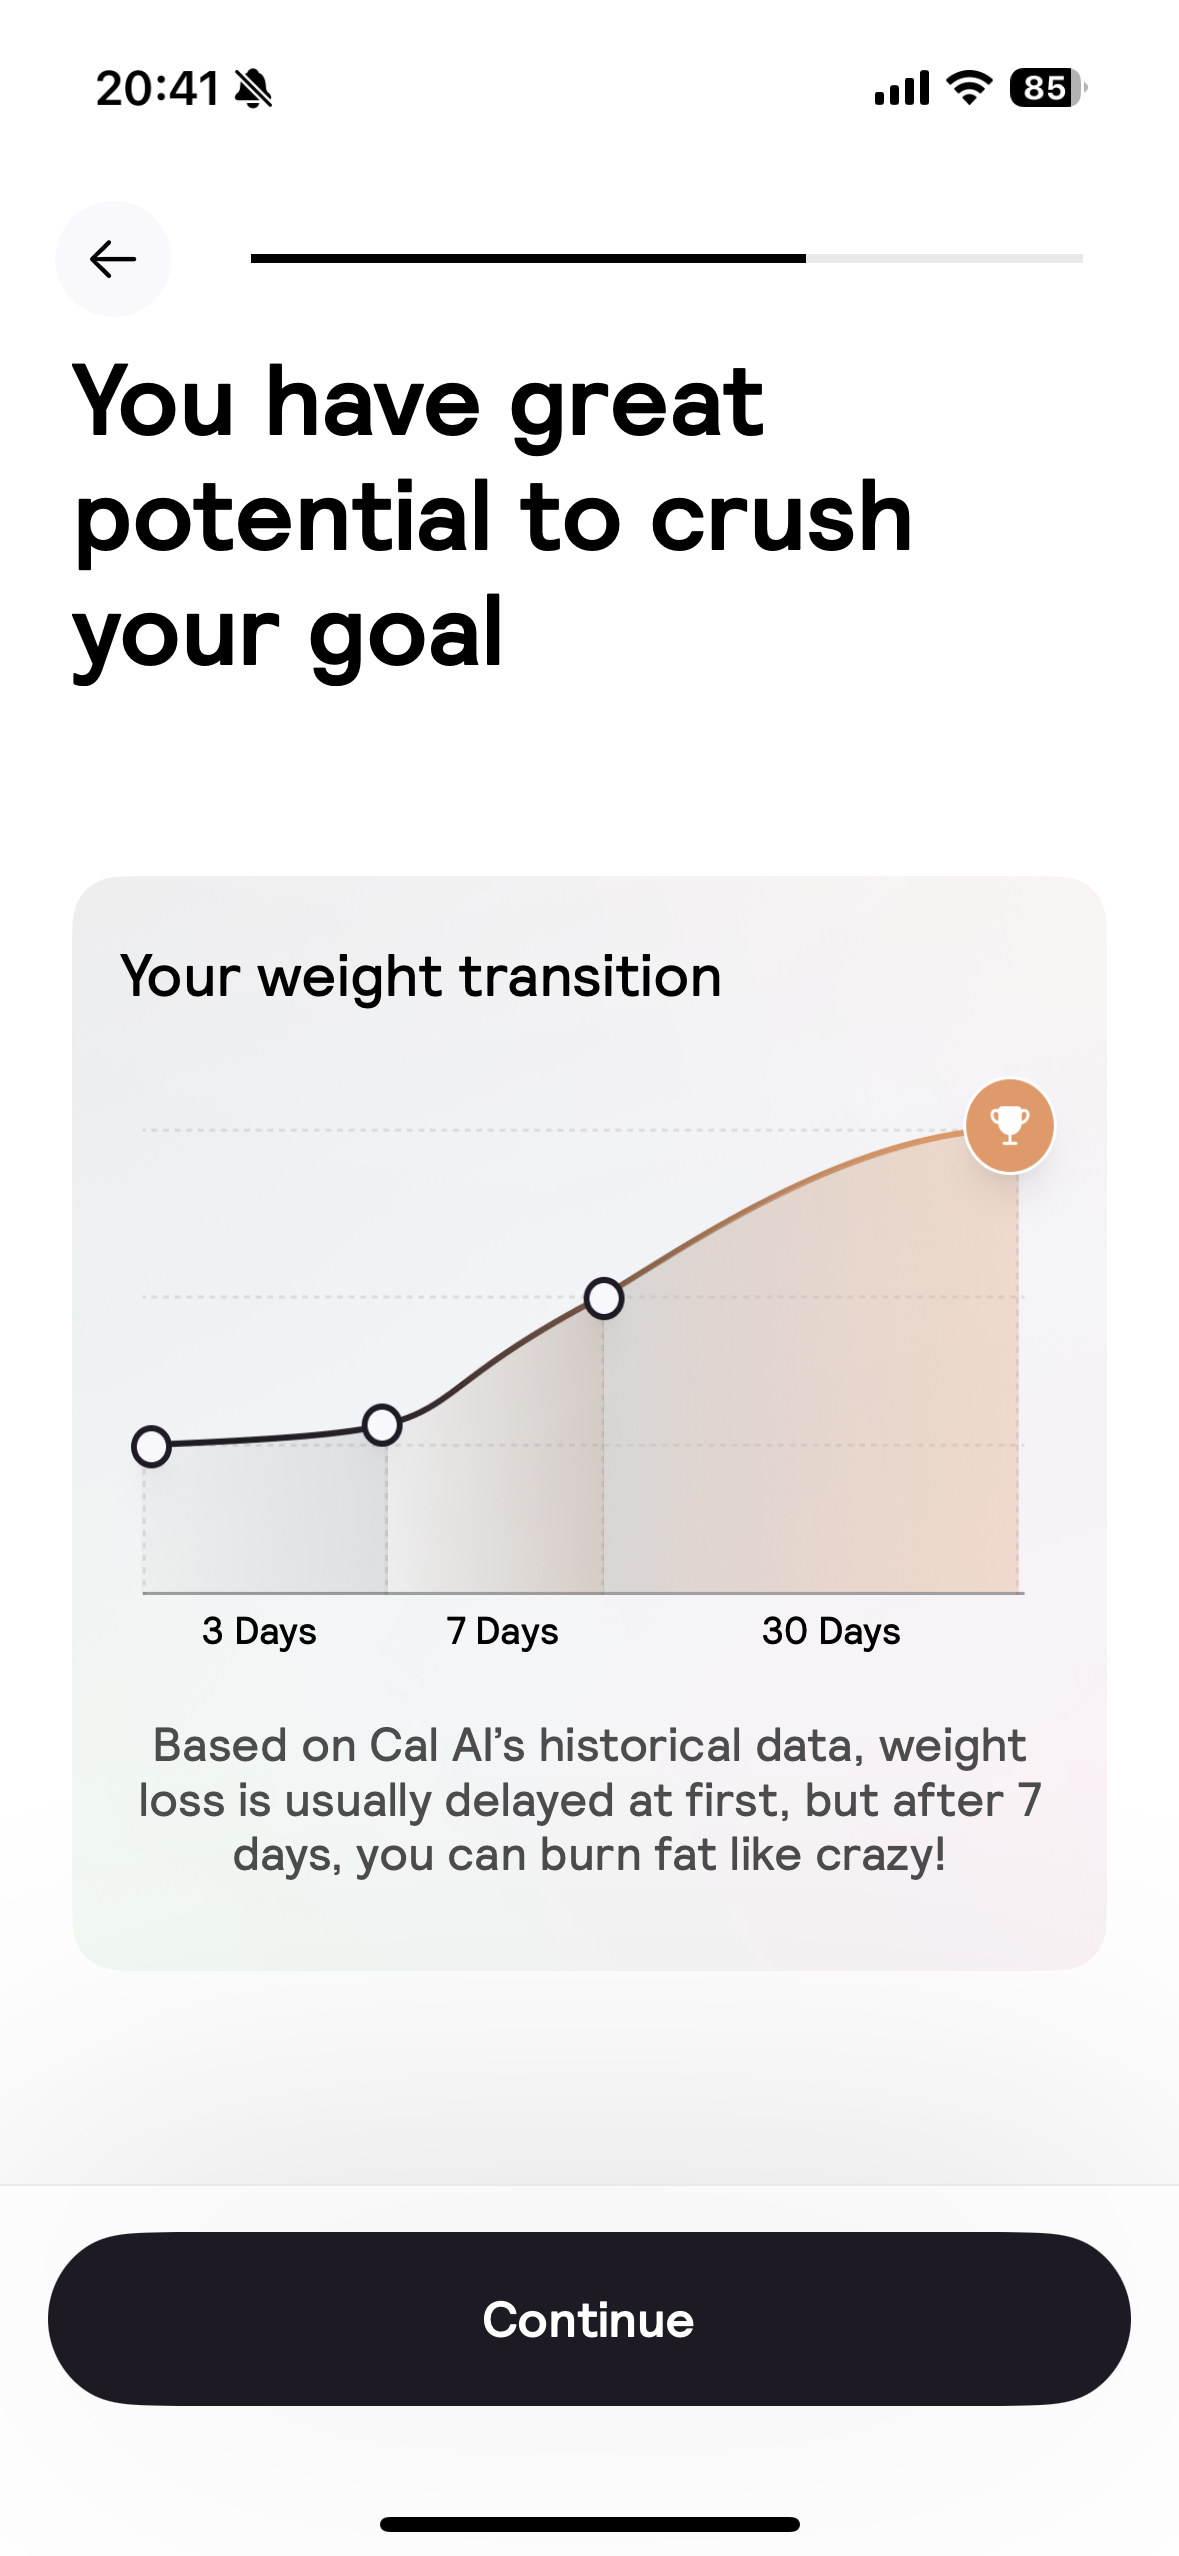 20:41
85
You have great
potential to crush
your goal
Your weight transition
3 Days
7 Days
30 Days
Based on Cal AI’s historical data, weight
loss is usually delayed at first, but after 7
days, you can burn fat like crazy!
Continue